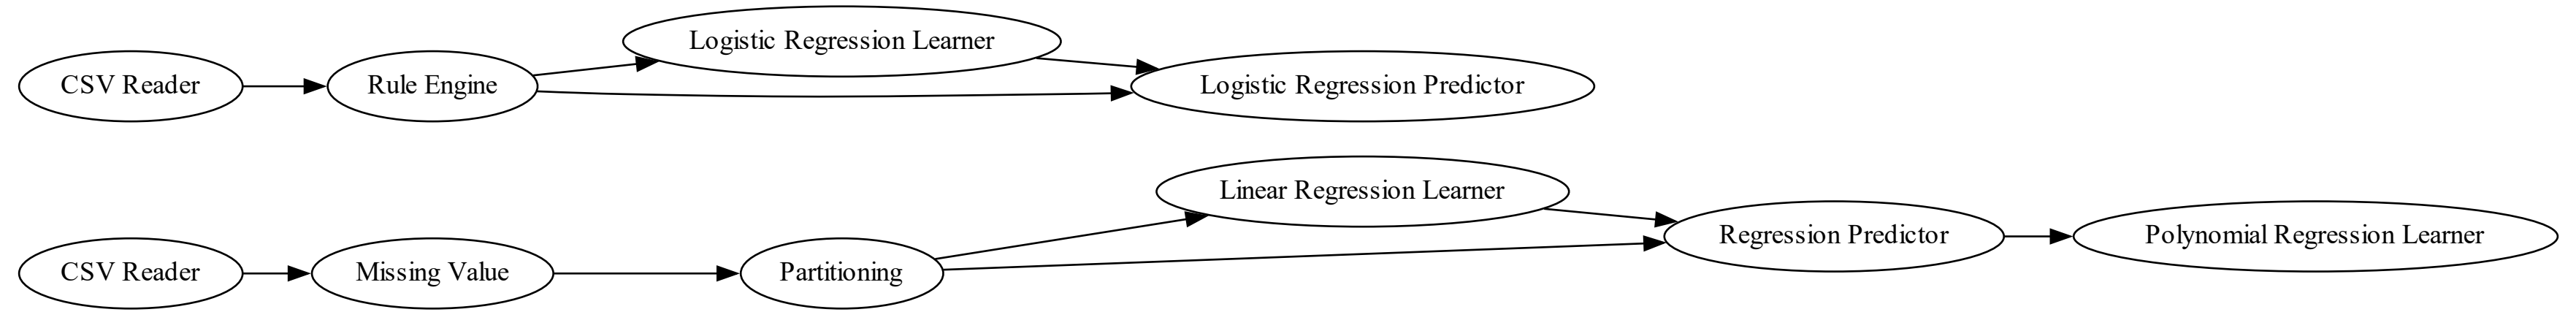 CSV Reader
Rule Engine
Logistic Regression Learner
Logistic Regression Predictor
CSV Reader
Missing Value
Partitioning
Linear Regression Learner
Regression Predictor
Polynomial Regression Learner